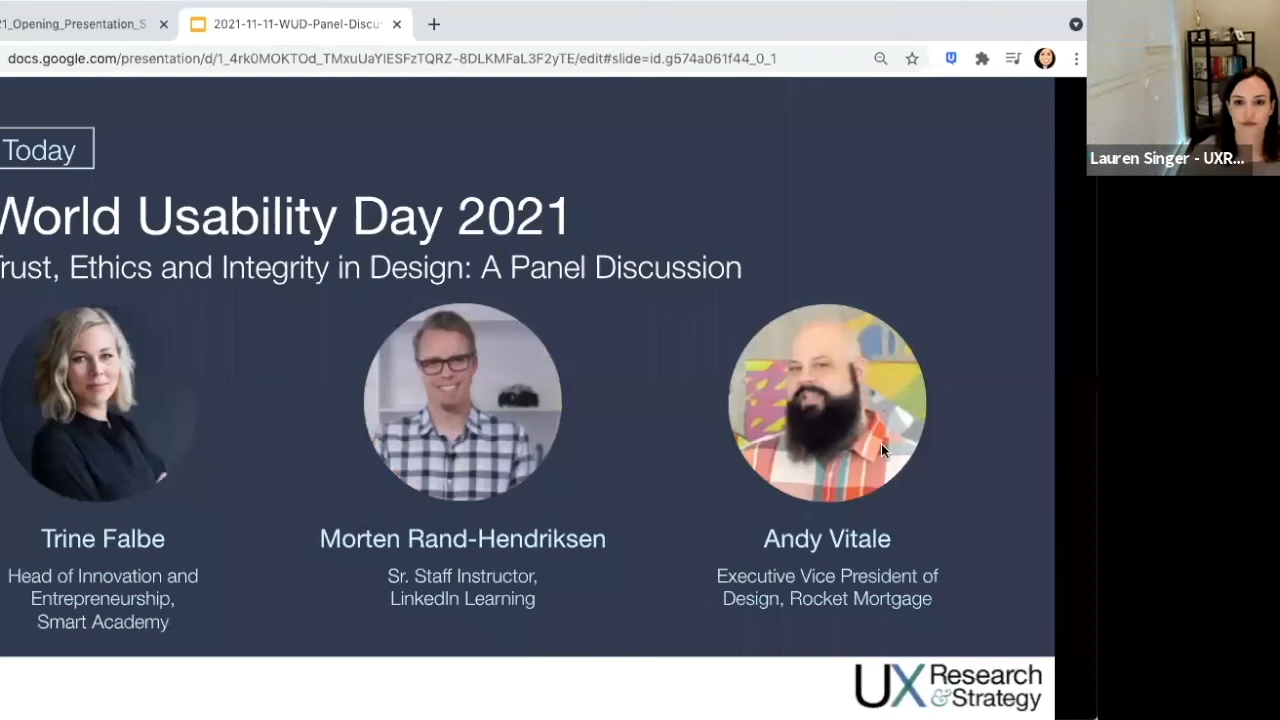 21_Opening_Presentation_S
2021-11-11-WUD-Panel-Discu
docs.google.com/presentation/d/1_4rk0MOKTOd_TMxuUaYlESFzTQRZ-8DLKMFaL3F2yTE/edit#slide=id.g574a061f44_0_1
Lauren Singer - UXR...
Today
World Usability Day 2021
Trust, Ethics and Integrity in Design: A Panel Discussion
Trine Falbe
Head of Innovation and
Entrepreneurship,
Smart Academy
Morten Rand-Hendriksen
Sr. Staff Instructor,
LinkedIn Learning
Andy Vitale
Executive Vice President of
Design, Rocket Mortgage
UX Research
&Strategy